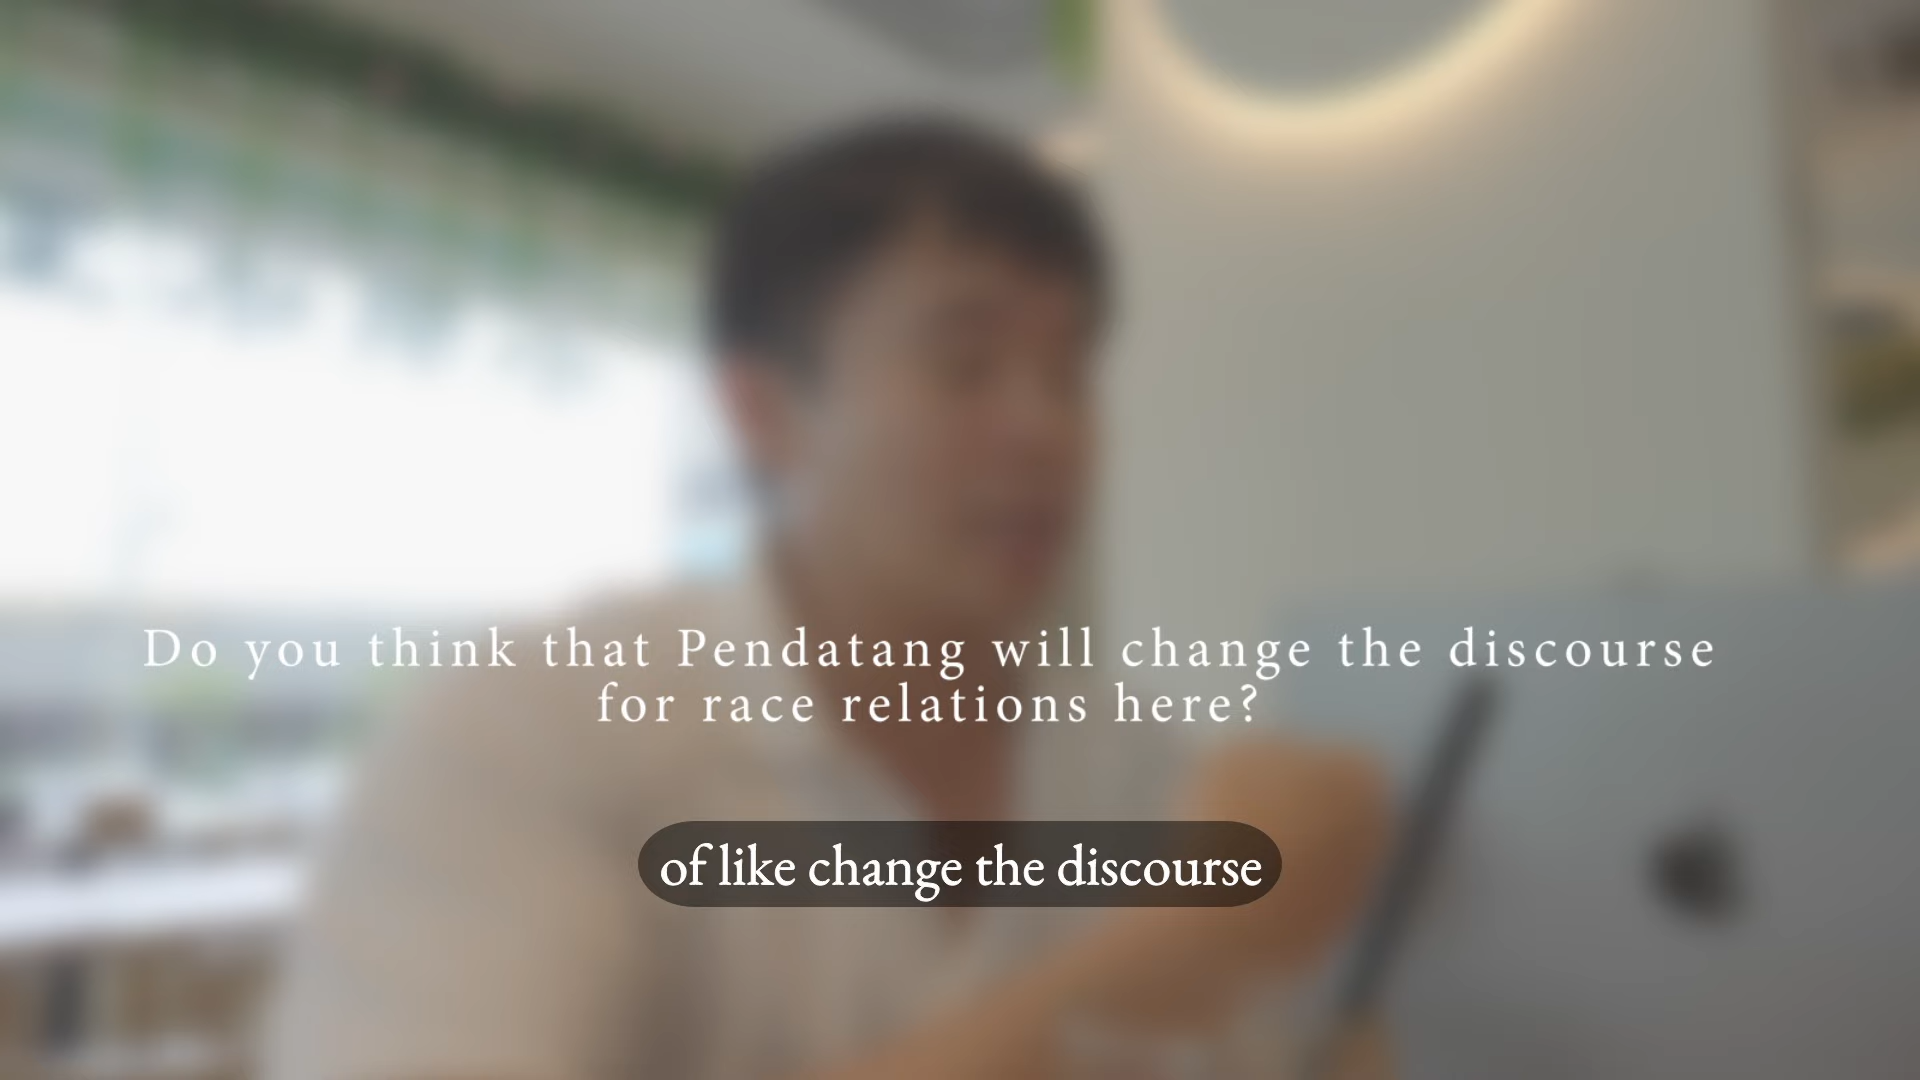 Do you think that Pendatang will change the discourse
for race relations here?
of like change the discourse